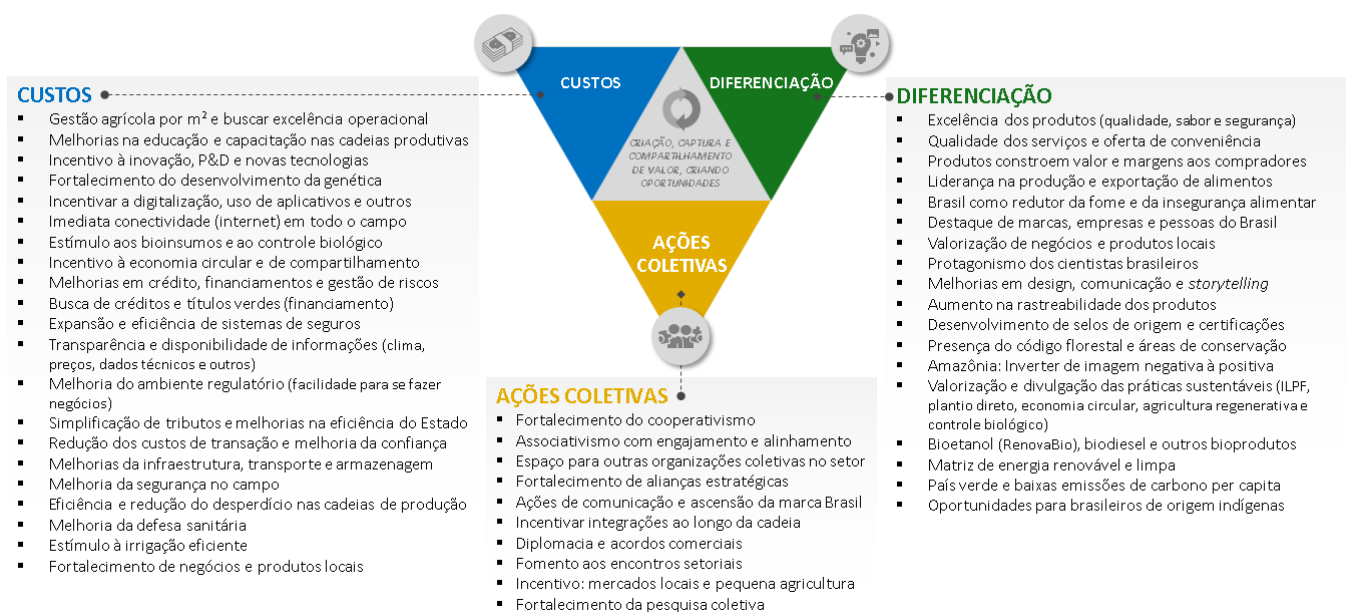 CUSTOS
DIFERENCIAÇÃO
CRIAÇÃO, CAPTURA E
COMPARTILHAMENTO
DE VALOR, CRIANDO
OPORTUNIDADES
AÇÕES
COLETIVAS
CUSTOS
▪ Gestão agrícola por m² e buscar excelência operacional
▪ Melhorias na educação e capacitação nas cadeias produtivas
▪ Incentivo à inovação, P&D e novas tecnologias
▪ Fortalecimento do desenvolvimento da genética
▪ Incentivar a digitalização, uso de aplicativos e outros
▪ Imediata conectividade (internet) em todo o campo
▪ Estímulo aos bioinsumos e ao controle biológico
▪ Incentivo à economia circular e de compartilhamento
▪ Melhorias em crédito, financiamentos e gestão de riscos
▪ Busca de créditos e títulos verdes (financiamento)
▪ Expansão e eficiência de sistemas de seguros
▪ Transparência e disponibilidade de informações (clima,
preços, dados técnicos e outros)
▪ Melhoria do ambiente regulatório (facilidade para se fazer
negócios)
▪ Simplificação de tributos e melhorias na eficiência do Estado
▪ Redução dos custos de transação e melhoria da confiança
▪ Melhorias da infraestrutura, transporte e armazenagem
▪ Melhoria da segurança no campo
▪ Eficiência e redução do desperdício nas cadeias de produção
▪ Melhoria da defesa sanitária
▪ Estímulo à irrigação eficiente
▪ Fortalecimento de negócios e produtos locais
AÇÕES COLETIVAS
▪ Fortalecimento do cooperativismo
▪ Associativismo com engajamento e alinhamento
▪ Espaço para outras organizações coletivas no setor
▪ Fortalecimento de alianças estratégicas
▪ Ações de comunicação e ascensão da marca Brasil
▪ Incentivar integrações ao longo da cadeia
▪ Diplomacia e acordos comerciais
▪ Fomento aos encontros setoriais
▪ Incentivo: mercados locais e pequena agricultura
▪ Fortalecimento da pesquisa coletiva
DIFERENCIAÇÃO
▪ Excelência dos produtos (qualidade, sabor e segurança)
▪ Qualidade dos serviços e oferta de conveniência
▪ Produtos constroem valor e margens aos compradores
▪ Liderança na produção e exportação de alimentos
▪ Brasil como redutor da fome e da insegurança alimentar
▪ Destaque de marcas, empresas e pessoas do Brasil
▪ Valorização de negócios e produtos locais
▪ Protagonismo dos cientistas brasileiros
▪ Melhorias em design, comunicação e storytelling
▪ Aumento na rastreabilidade dos produtos
▪ Desenvolvimento de selos de origem e certificações
▪ Presença do código florestal e áreas de conservação
▪ Amazônia: Inverter de imagem negativa à positiva
▪ Valorização e divulgação das práticas sustentáveis (ILPF,
plantio direto, economia circular, agricultura regenerativa e
controle biológico)
▪ Bioetanol (RenovaBio), biodiesel e outros bioprodutos
▪ Matriz de energia renovável e limpa
▪ País verde e baixas emissões de carbono per capita
▪ Oportunidades para brasileiros de origem indígenas